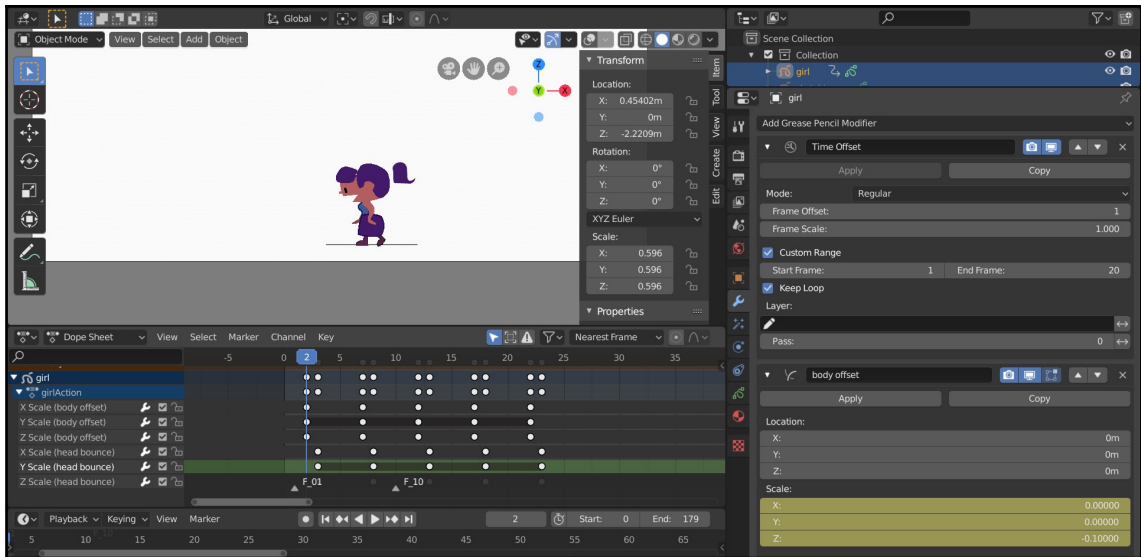 Global
Object Mode View Select Add Object
Z
Y
X
Transform
Location:
X: 0.45402m
Y: 0m
Z: -2.2209m
Rotation:
X: 0°
Y: 0°
Z: 0°
XYZ Euler
Scale:
X: 0.596
Y: 0.596
Z: 0.596
Properties
Item
Tool
View
Create
Edit
Dope Sheet View Select Marker Channel Key Nearest Frame
-5 0 2 5 10 15 20 25 30 35
girl
girlAction
X Scale (body offset)
Y Scale (body offset)
Z Scale (body offset)
X Scale (head bounce)
Y Scale (head bounce)
Z Scale (head bounce)
F_01 F_10
Playback Keying View Marker 2 Start: 0 End: 179
5 10 15 20 25 30 35 40 45 50 55 60 65
F_10
Scene Collection
Collection
girl
girl
Add Grease Pencil Modifier
Time Offset
Apply Copy
Mode: Regular
Frame Offset: 1
Frame Scale: 1.000
Custom Range
Start Frame: 1 End Frame: 20
Keep Loop
Layer:
Pass: 0
body offset
Apply Copy
Location:
X: 0m
Y: 0m
Z: 0m
Scale:
X: 0.00000
Y: 0.00000
Z: -0.10000